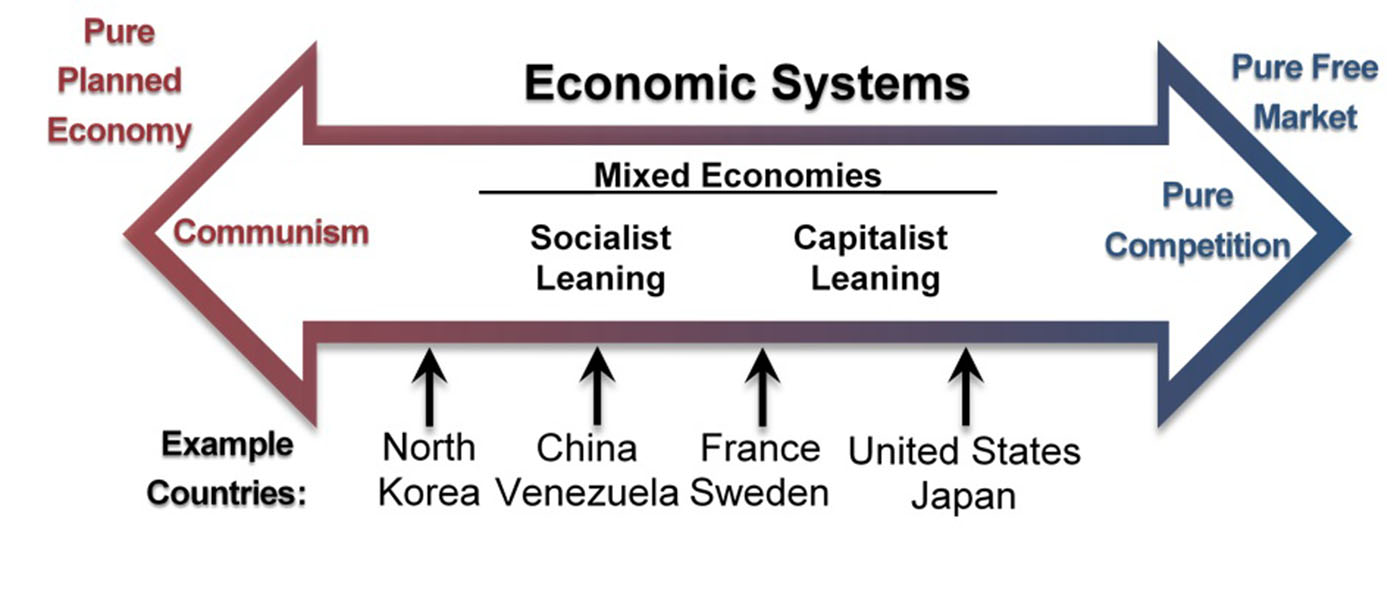 Pure
Planned
Economy
Economic Systems
Pure Free
Market
Mixed Economies
Communism
Socialist
Leaning
Capitalist
Leaning
Pure
Competition
Example
Countries:
North
Korea
China
Venezuela
France
Sweden
United States
Japan